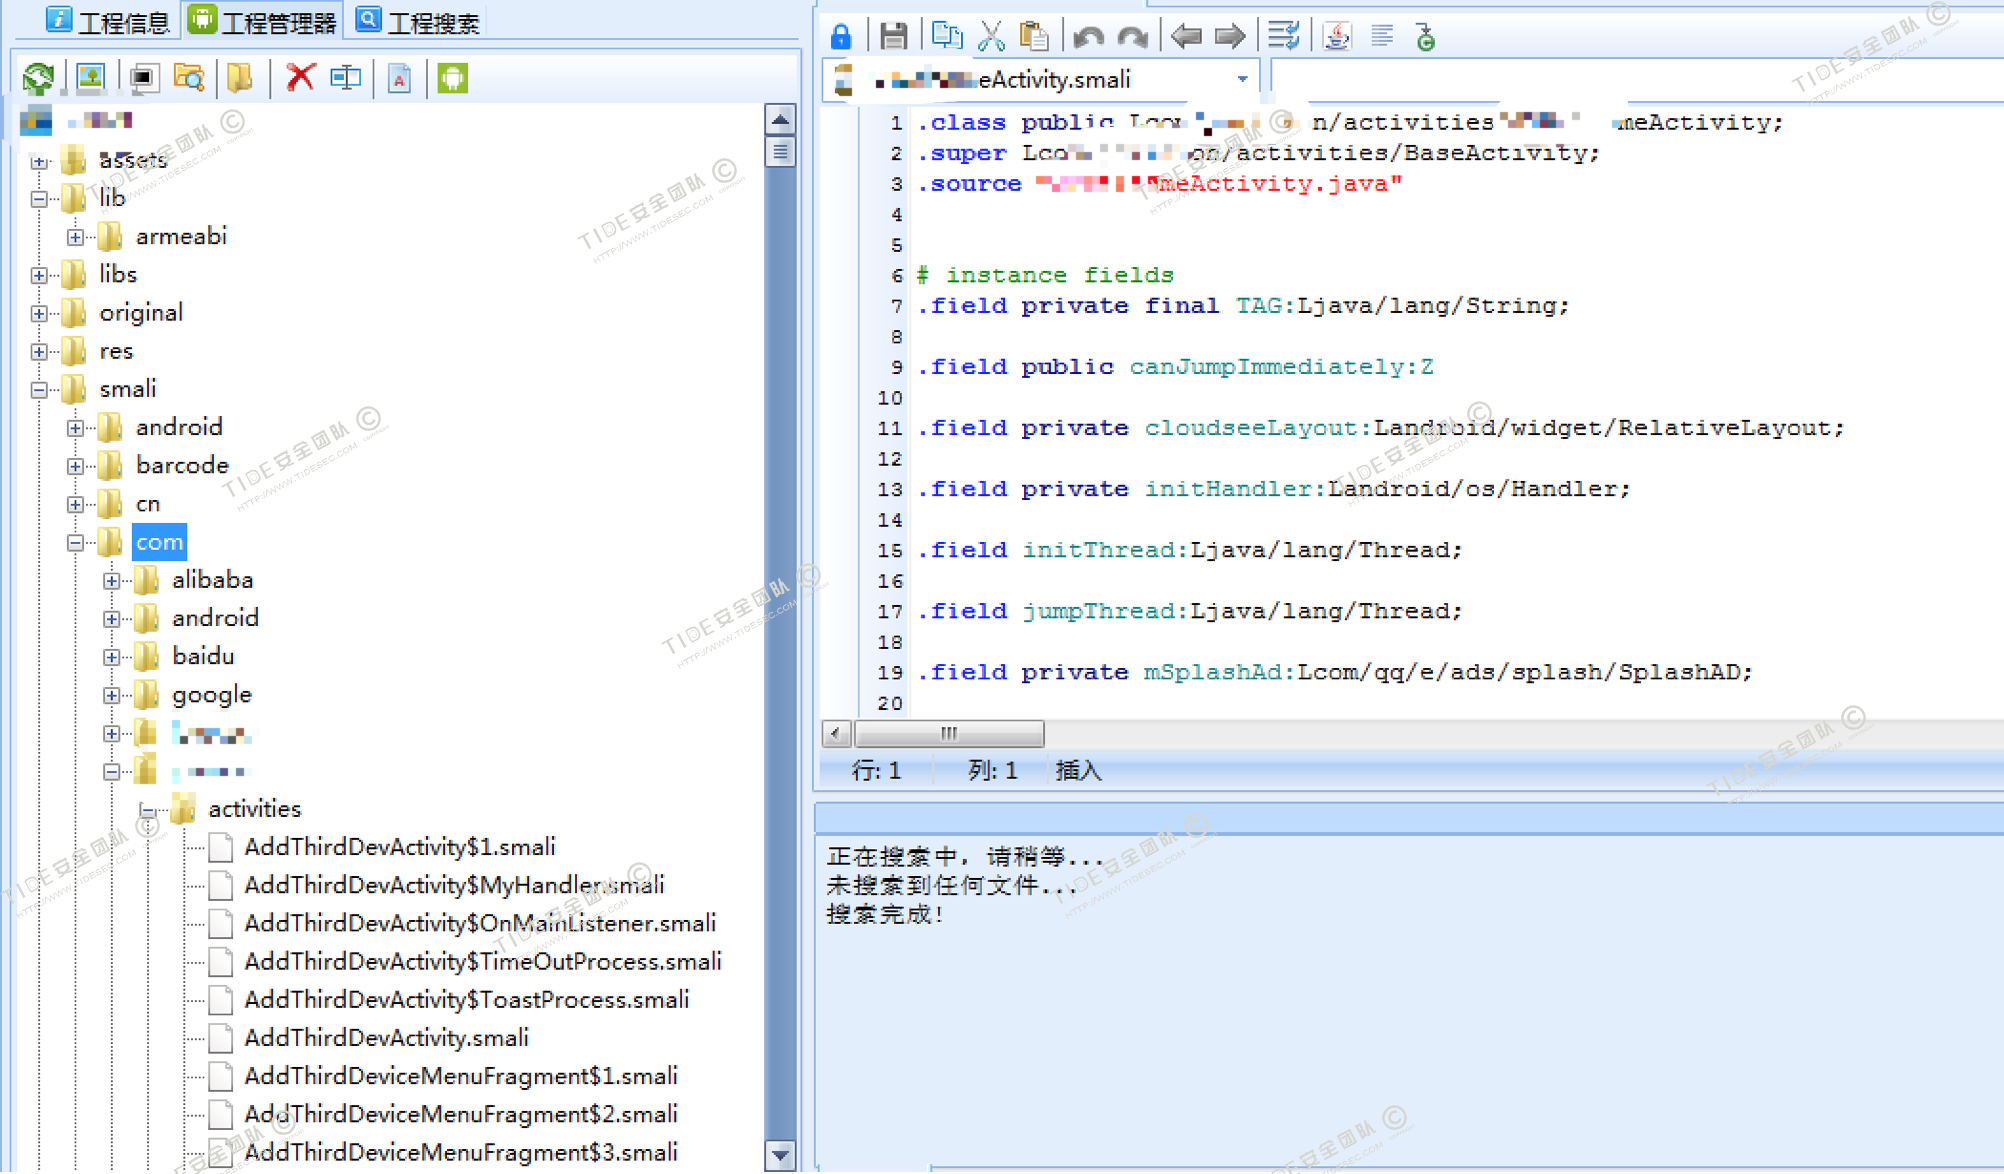 工程信息
工程管理器
工程搜索
assets
lib
armeabi
libs
original
res
smali
android
barcode
cn
com
alibaba
android
baidu
google
activities
AddThirdDevActivity$1.smali
AddThirdDevActivity$MyHandler.smali
AddThirdDevActivity$OnMainListener.smali
AddThirdDevActivity$TimeOutProcess.smali
AddThirdDevActivity$ToastProcess.smali
AddThirdDevActivity.smali
AddThirdDeviceMenuFragment$1.smali
AddThirdDeviceMenuFragment$2.smali
AddThirdDeviceMenuFragment$3.smali
eActivity.smali
1 .class public Lco n/activities meActivity;
2 .super Lco on/activities/BaseActivity;
3 .source meActivity.java"
4
5
6 # instance fields
7 .field private final TAG:Ljava/lang/String;
8
9 .field public canJumpImmediately:Z
10
11 .field private cloudseeLayout:Landroid/widget/RelativeLayout;
12
13 .field private initHandler:Landroid/os/Handler;
14
15 .field initThread:Ljava/lang/Thread;
16
17 .field jumpThread:Ljava/lang/Thread;
18
19 .field private mSplashAd:Lcom/qq/e/ads/splash/SplashAD;
20
行: 1 列: 1 插入
正在搜索中，请稍等...
未搜索到任何文件...
搜索完成!
TIDE安全团队 ©
HTTP://WWW.TIDESEC.COM